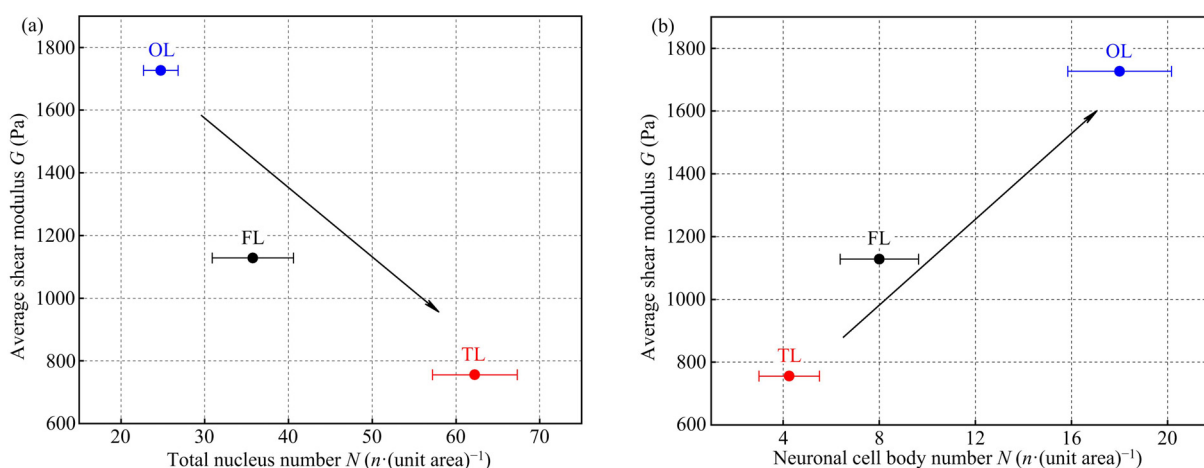 (a)
1800
1600
1400
1200
1000
800
600
Average shear modulus G (Pa)
OL
FL
TL
20 30 40 50 60 70
Total nucleus number N (n·(unit area)⁻¹)
(b)
1800
1600
1400
1200
1000
800
600
Average shear modulus G (Pa)
OL
FL
TL
4 8 12 16 20
Neuronal cell body number N (n·(unit area)⁻¹)